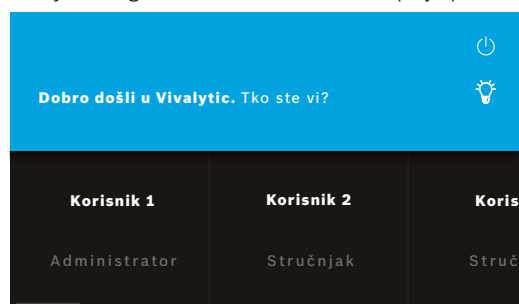 Dobro došli u Vivalytic. Tko ste vi?
Korisnik 1 Korisnik 2
Administrator Stručnjak